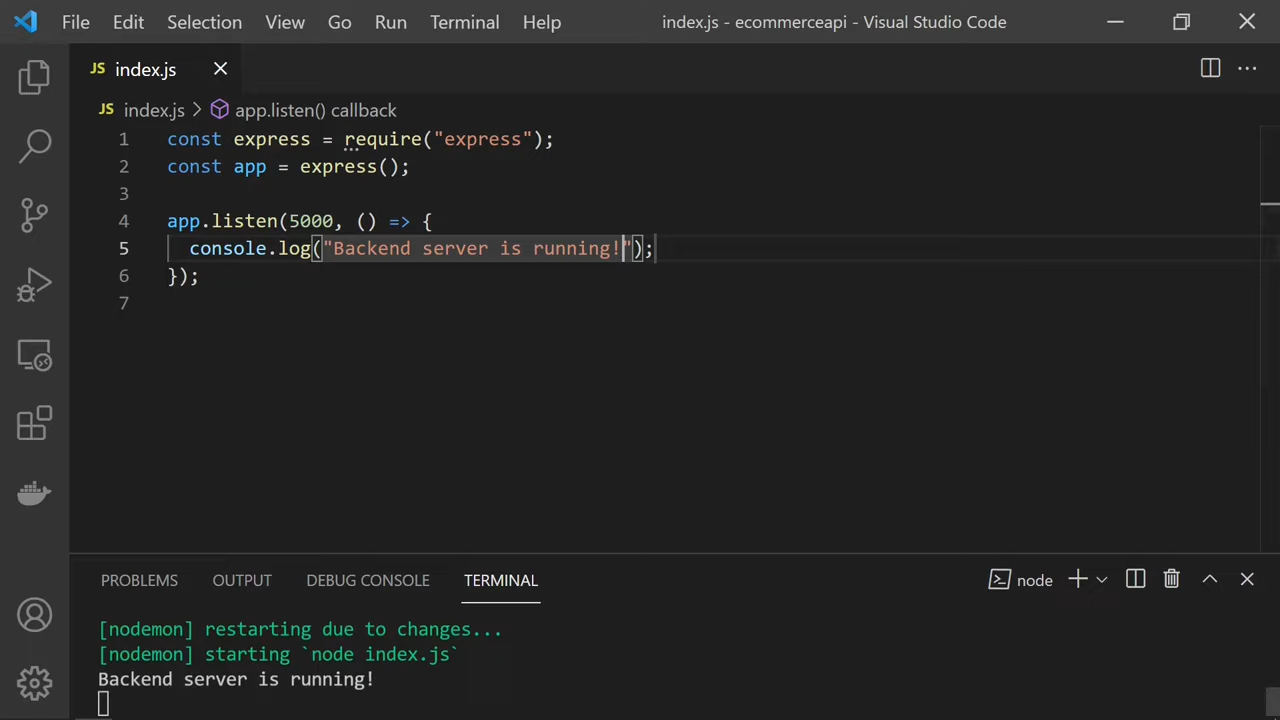 File Edit Selection View Go Run Terminal Help index.js - ecommerceapi - Visual Studio Code
JS index.js
JS index.js > app.listen() callback
1 const express = require("express");
2 const app = express();
3
4 app.listen(5000, () => {
5 console.log("Backend server is running!");
6 });
7
PROBLEMS OUTPUT DEBUG CONSOLE TERMINAL node
[nodemon] restarting due to changes...
[nodemon] starting `node index.js`
Backend server is running!